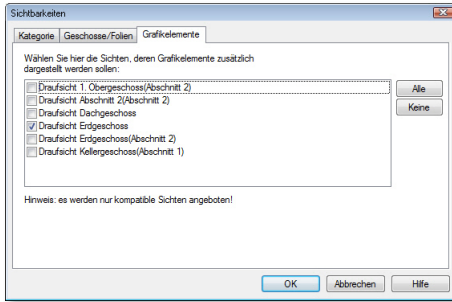 Sichtbarkeiten
Kategorie Geschosse/Folien Grafikelemente
Wählen Sie hier die Sichten, deren Grafikelemente zusätzlich
dargestellt werden sollen:
Draufsicht 1. Obergeschoss(Abschnitt 2)
Draufsicht Abschnitt 2(Abschnitt 2)
Draufsicht Dachgeschoss
Draufsicht Erdgeschoss
Draufsicht Erdgeschoss(Abschnitt 2)
Draufsicht Kellergeschoss(Abschnitt 1)
Alle
Keine
Hinweis: es werden nur kompatible Sichten angeboten!
OK Abbrechen Hilfe